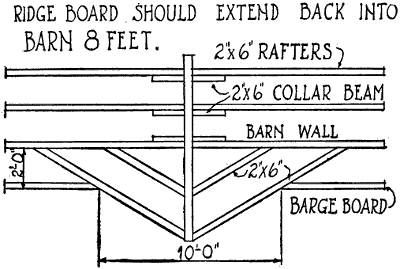 RIDGE BOARD SHOULD EXTEND BACK INTO
BARN 8 FEET.
2"x6" RAFTERS
2"x6" COLLAR BEAM
BARN WALL
2'-0"
2"x6"
BARGE BOARD
10'-0"